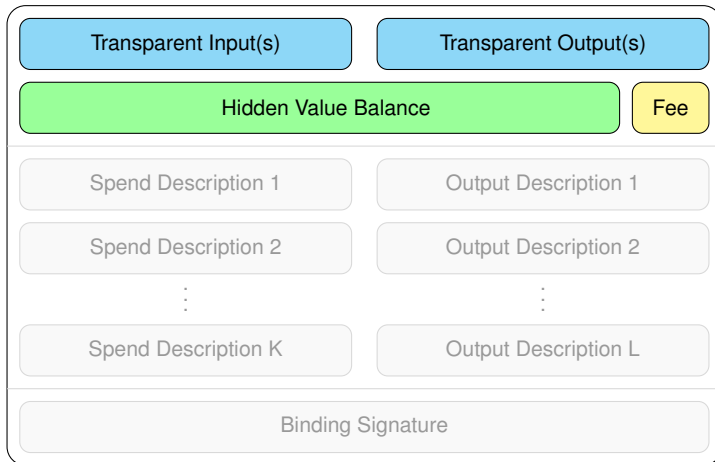 Transparent Input(s) Transparent Output(s)
Hidden Value Balance Fee
Spend Description 1 Output Description 1
Spend Description 2 Output Description 2
⋮ ⋮
Spend Description K Output Description L
Binding Signature